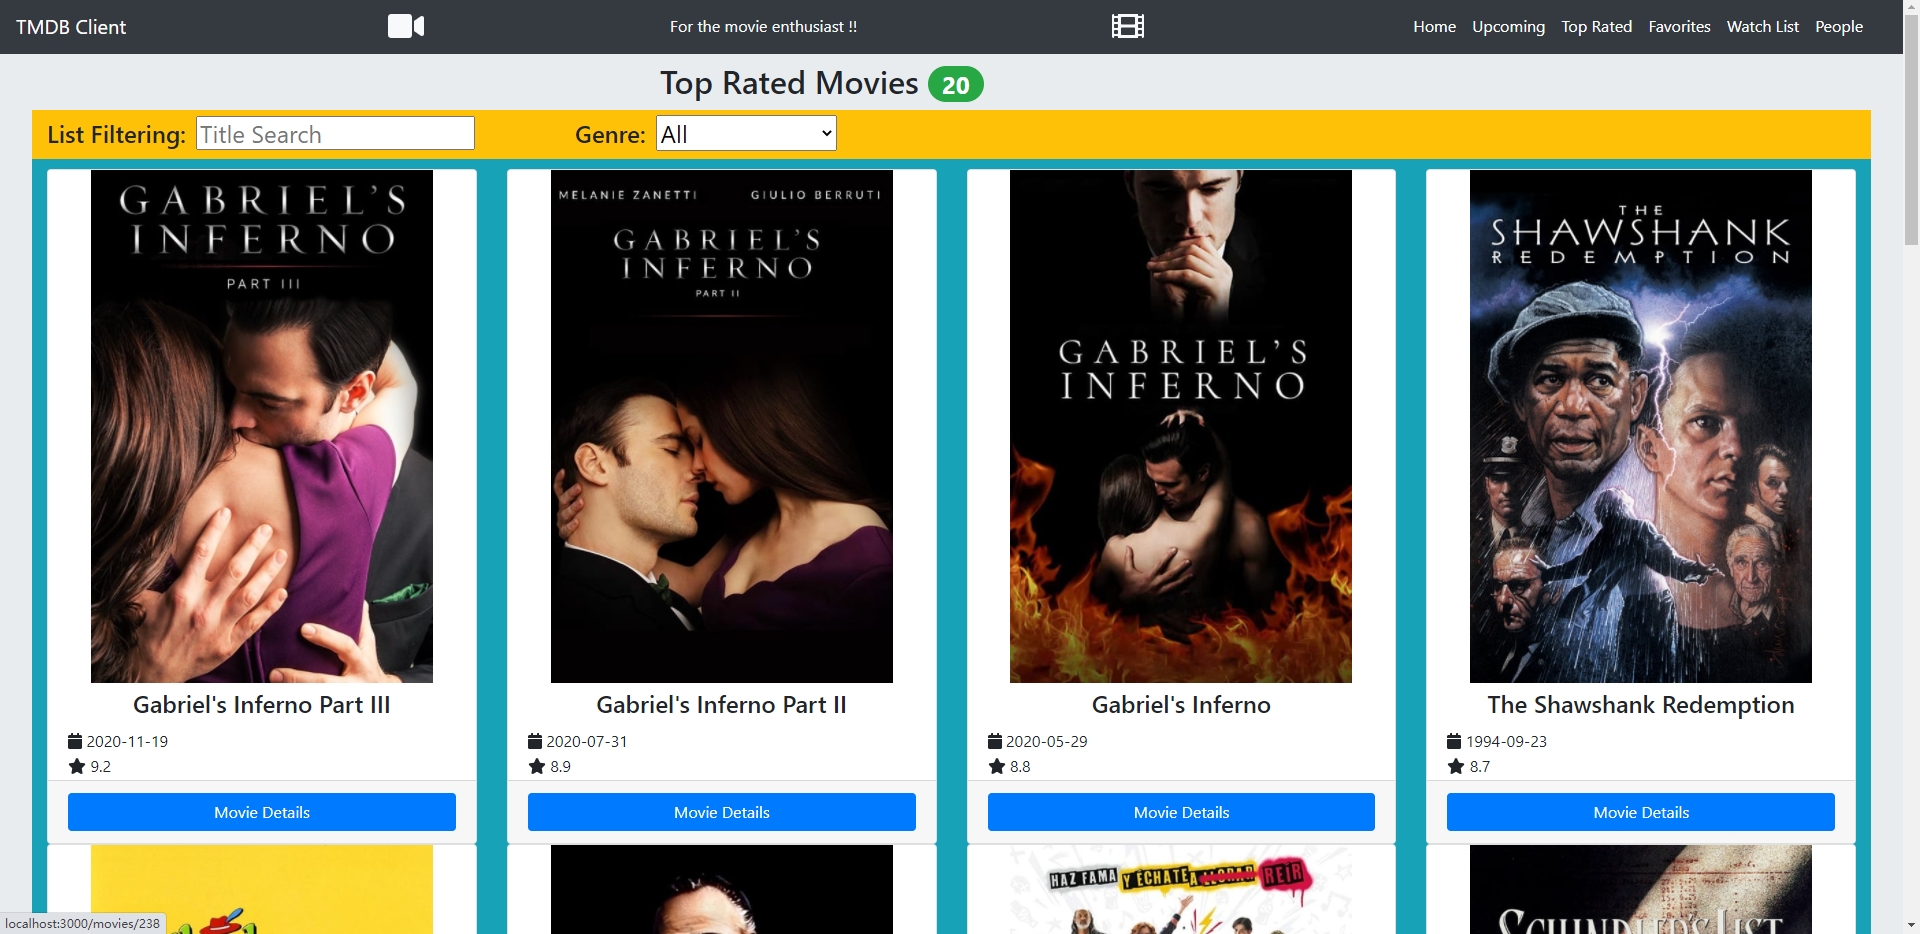 TMDB Client
For the movie enthusiast !!
Home Upcoming Top Rated Favorites Watch List People
Top Rated Movies 20
List Filtering: Title Search Genre: All
GABRIEL'S
INFERNO
PART III
MELANIE ZANETTI GIULIO BERRUTI
GABRIEL'S
INFERNO
PART II
GABRIEL'S
INFERNO
THE
SHAWSHANK
REDEMPTION
Gabriel's Inferno Part III
2020-11-19
9.2
Movie Details
Gabriel's Inferno Part II
2020-07-31
8.9
Movie Details
Gabriel's Inferno
2020-05-29
8.8
Movie Details
The Shawshank Redemption
1994-09-23
8.7
Movie Details
HAZ FAMA Y ÉCHATE A LLORAR REÍR
SCHINDLER'S LIST
localhost:3000/movies/238